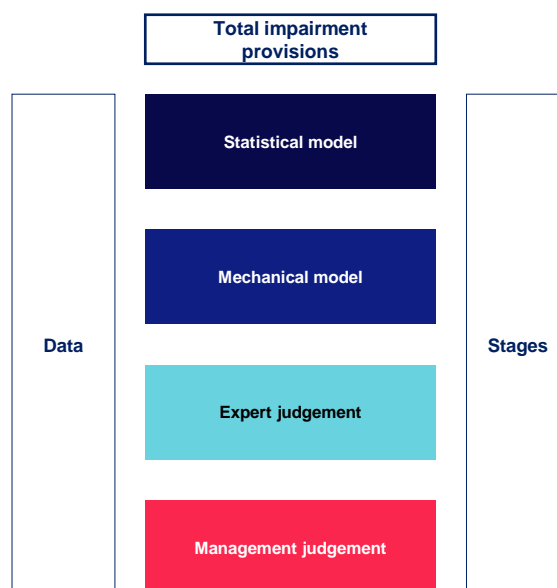 Total impairment
provisions
Statistical model
Mechanical model
Data
Stages
Expert judgement
Management judgement